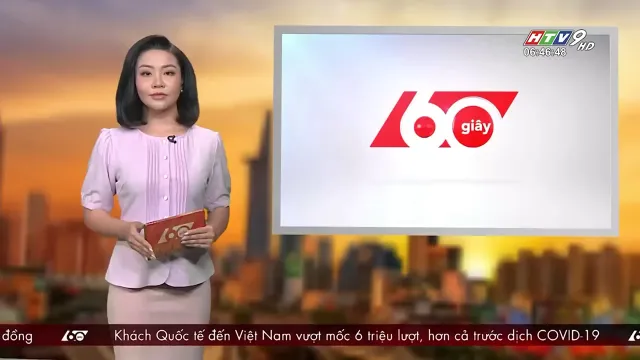 HTV9 HD
06:46:48
60 giây
60
đồng 60 Khách Quốc tế đến Việt Nam vượt mốc 6 triệu lượt, hơn cả trước dịch COVID-19